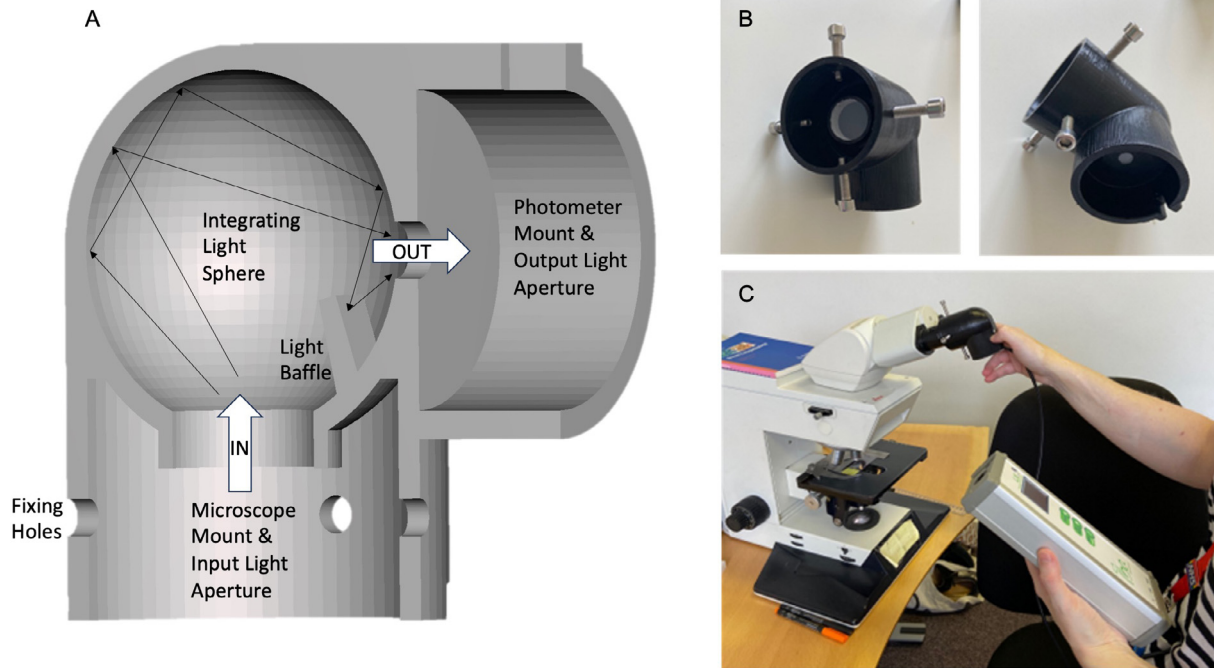 A
Integrating
Light
Sphere
OUT
Photometer
Mount &
Output Light
Aperture
Light
Baffle
IN
Fixing
Holes
Microscope
Mount &
Input Light
Aperture
B
C